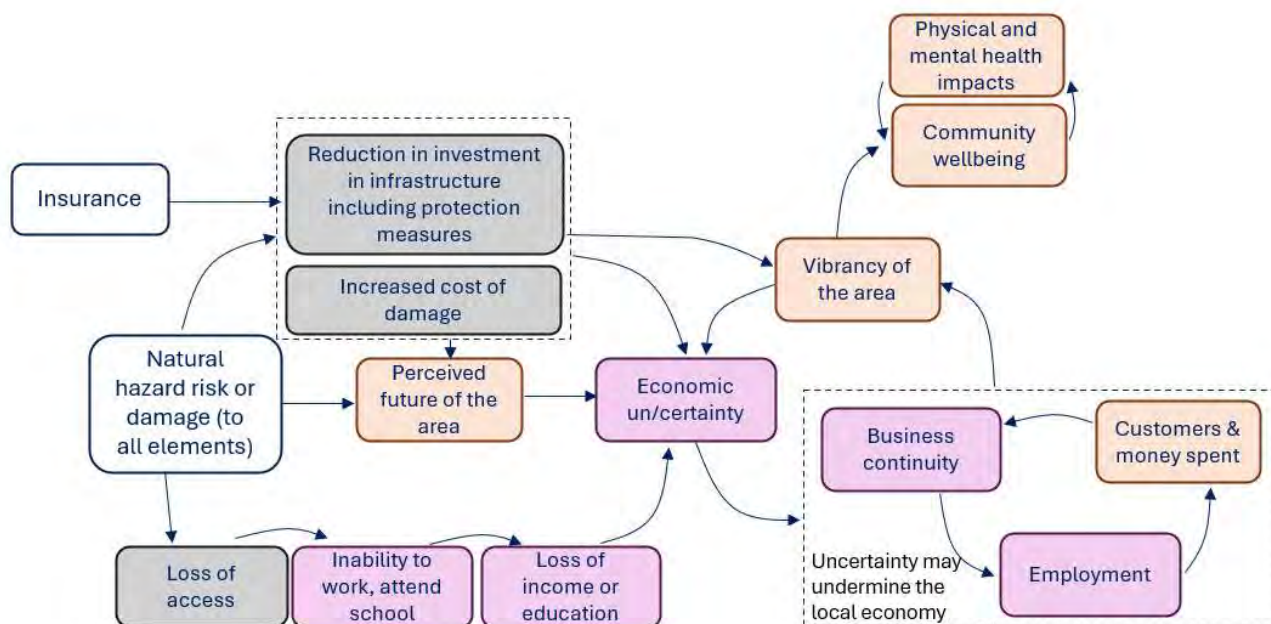 Physical and
mental health
impacts
Community
wellbeing
Reduction in investment
in infrastructure
including protection
measures
Insurance
Increased cost of
damage
Vibrancy of
the area
Natural
hazard risk or
damage (to
all elements)
Perceived
future of the
area
Economic
un/certainty
Business
continuity
Customers &
money spent
Loss of
access
Inability to
work, attend
school
Loss of
income or
education
Uncertainty may
undermine the
local economy
Employment